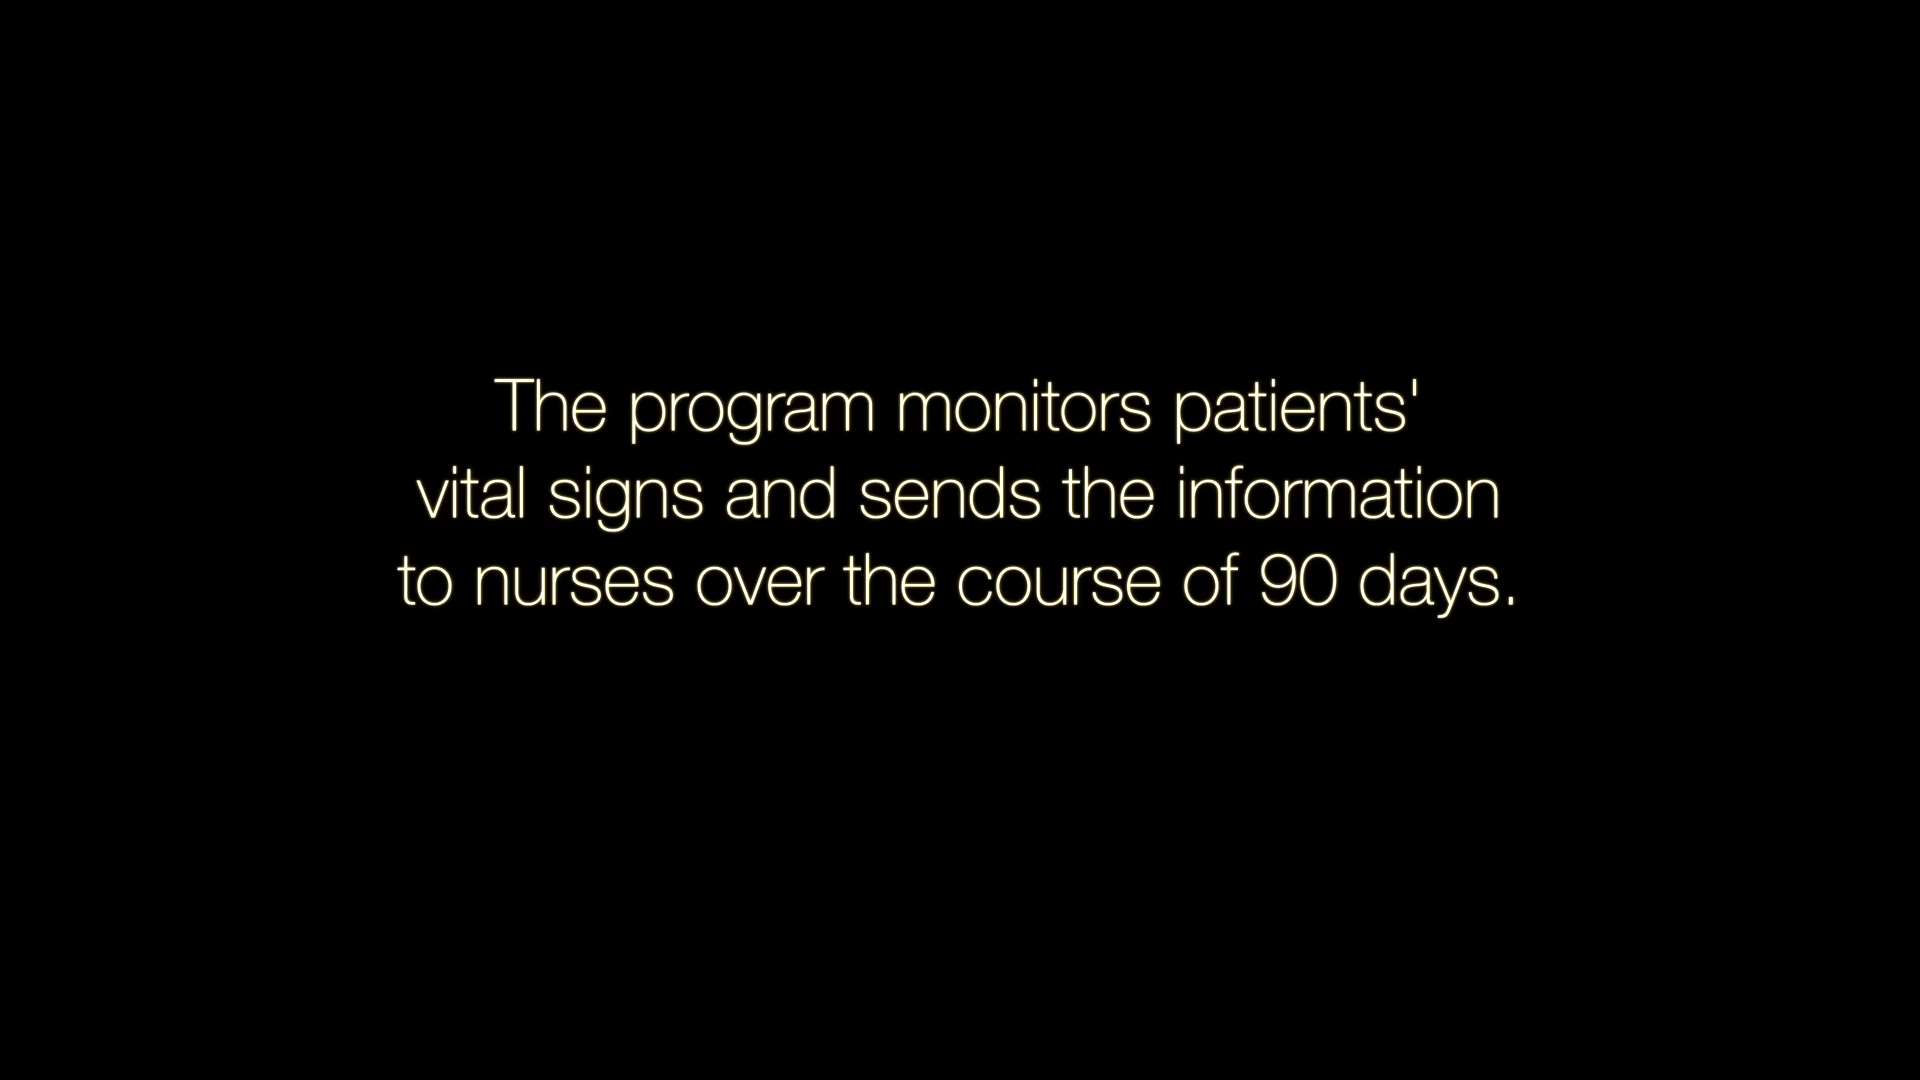 The program monitors patients'
vital signs and sends the information
to nurses over the course of 90 days.